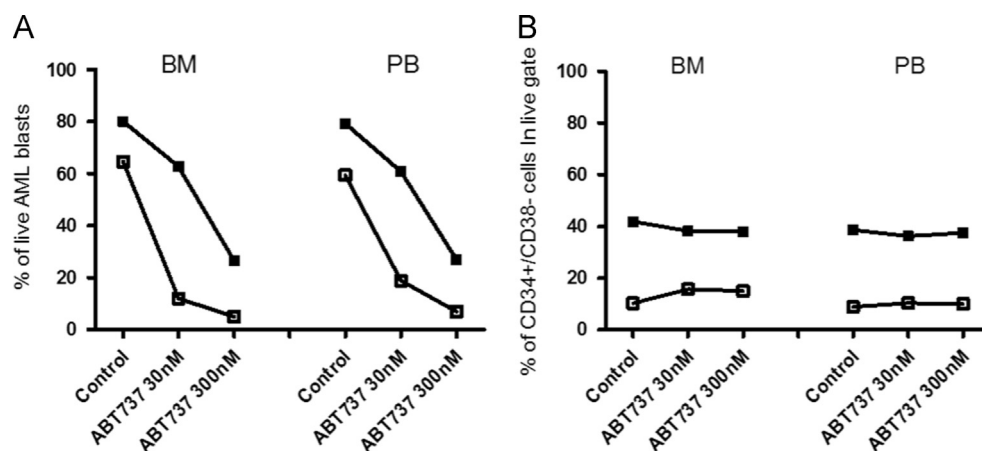 A
BM
PB
% of live AML blasts
100
80
60
40
20
0
Control
ABT737 30nM
ABT737 300nM
Control
ABT737 30nM
ABT737 300nM
B
BM
PB
% of CD34+/CD38- cells In live gate
100
80
60
40
20
0
Control
ABT737 30nM
ABT737 300nM
Control
ABT737 30nM
ABT737 300nM